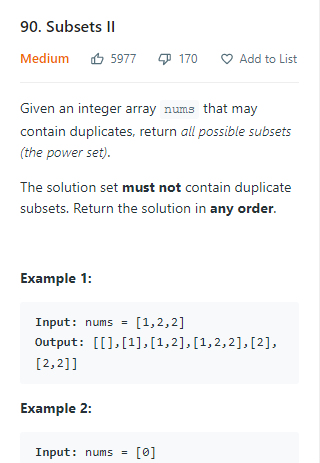 90. Subsets II
Medium 5977 170 Add to List
Given an integer array nums that may
contain duplicates, return all possible subsets
(the power set).
The solution set must not contain duplicate
subsets. Return the solution in any order.
Example 1:
Input: nums = [1,2,2]
Output: [[],[1],[1,2],[1,2,2],[2],
[2,2]]
Example 2:
Input: nums = [0]